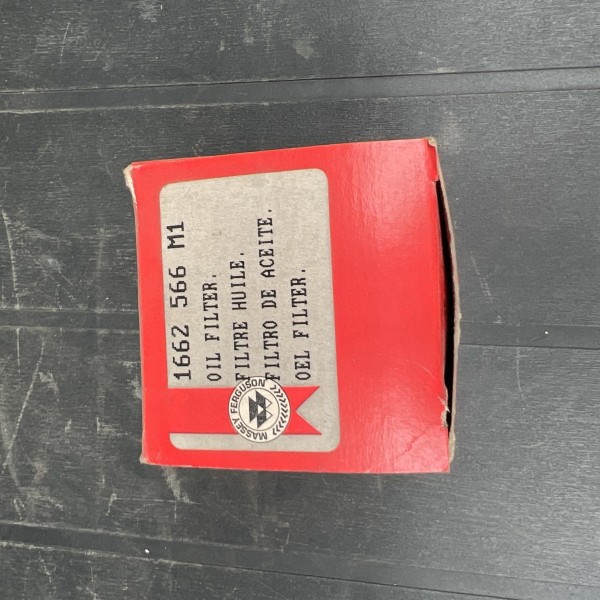 1662 566 M1
OIL FILTER.
FILTRE HUILE.
FILTRO DE ACEITE.
OEL FILTER.
MASSEY FERGUSON